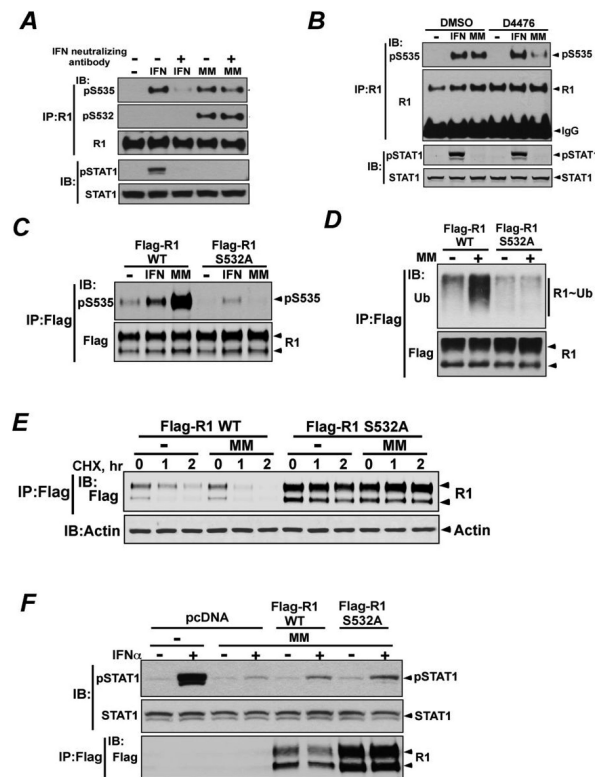 A
IFN neutralizing antibody
- - + - +
- IFN IFN MM MM
IB:
pS535
IP:R1
pS532
R1
pSTAT1
IB:
STAT1
B
DMSO D4476
- IFN MM - IFN MM
IB:
pS535
pS535
IP:R1
R1
R1
IgG
pSTAT1
pSTAT1
IB:
STAT1
STAT1
C
Flag-R1 WT
Flag-R1 S532A
- IFN MM - IFN MM
IB:
pS535
pS535
IP:Flag
Flag
R1
D
Flag-R1 WT
Flag-R1 S532A
MM - + - +
IB:
Ub
R1~Ub
IP:Flag
Flag
R1
E
Flag-R1 WT Flag-R1 S532A
- MM - MM
CHX, hr 0 1 2 0 1 2 0 1 2 0 1 2
IB:
IP:Flag Flag
R1
IB:Actin
Actin
F
pcDNA
Flag-R1 WT
Flag-R1 S532A
- MM
IFNα - + - + - + - +
pSTAT1
pSTAT1
IB:
STAT1
STAT1
IB:
IP:Flag Flag
R1